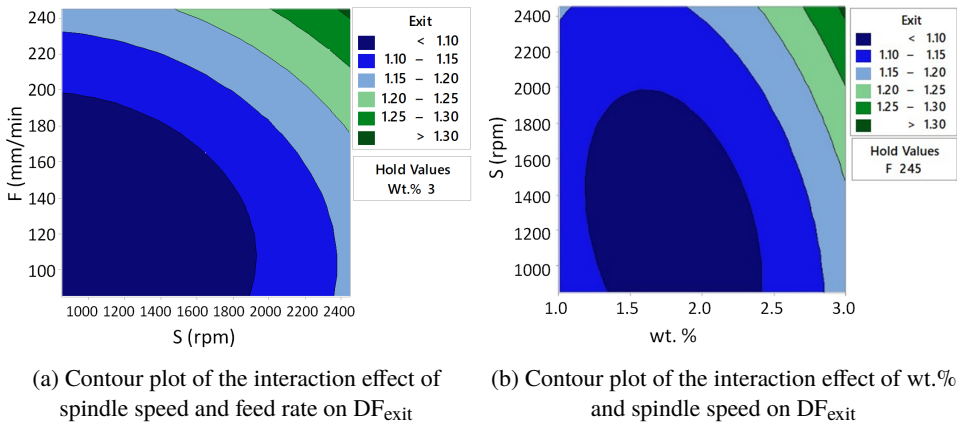 240
220
200
180
160
140
120
100
F (mm/min
1000 1200 1400 1600 1800 2000 2200 2400
S (rpm)
Exit
< 1.10
1.10 – 1.15
1.15 – 1.20
1.20 – 1.25
1.25 – 1.30
> 1.30
Hold Values
Wt.% 3
(a) Contour plot of the interaction effect of
spindle speed and feed rate on DFexit
2400
2200
2000
1800
1600
1400
1200
1000
S (rpm)
1.0 1.5 2.0 2.5 3.0
wt. %
Exit
< 1.10
1.10 – 1.15
1.15 – 1.20
1.20 – 1.25
1.25 – 1.30
> 1.30
Hold Values
F 245
(b) Contour plot of the interaction effect of wt.%
and spindle speed on DFexit